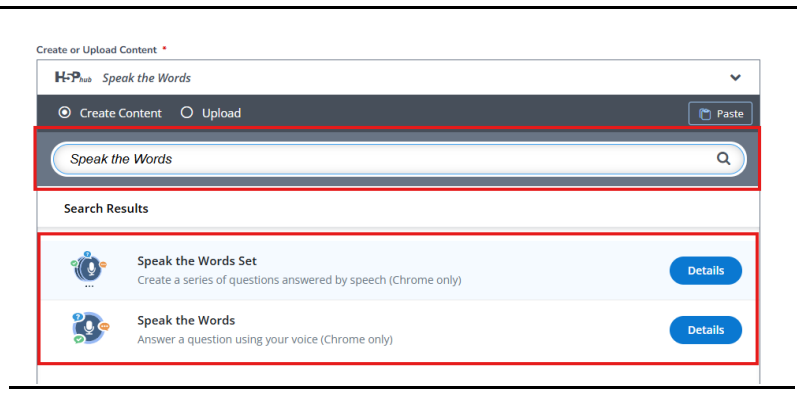 Create or Upload Content *
H5Phub Speak the Words
Create Content Upload Paste
Speak the Words
Search Results
Speak the Words Set
Create a series of questions answered by speech (Chrome only)
Details
Speak the Words
Answer a question using your voice (Chrome only)
Details